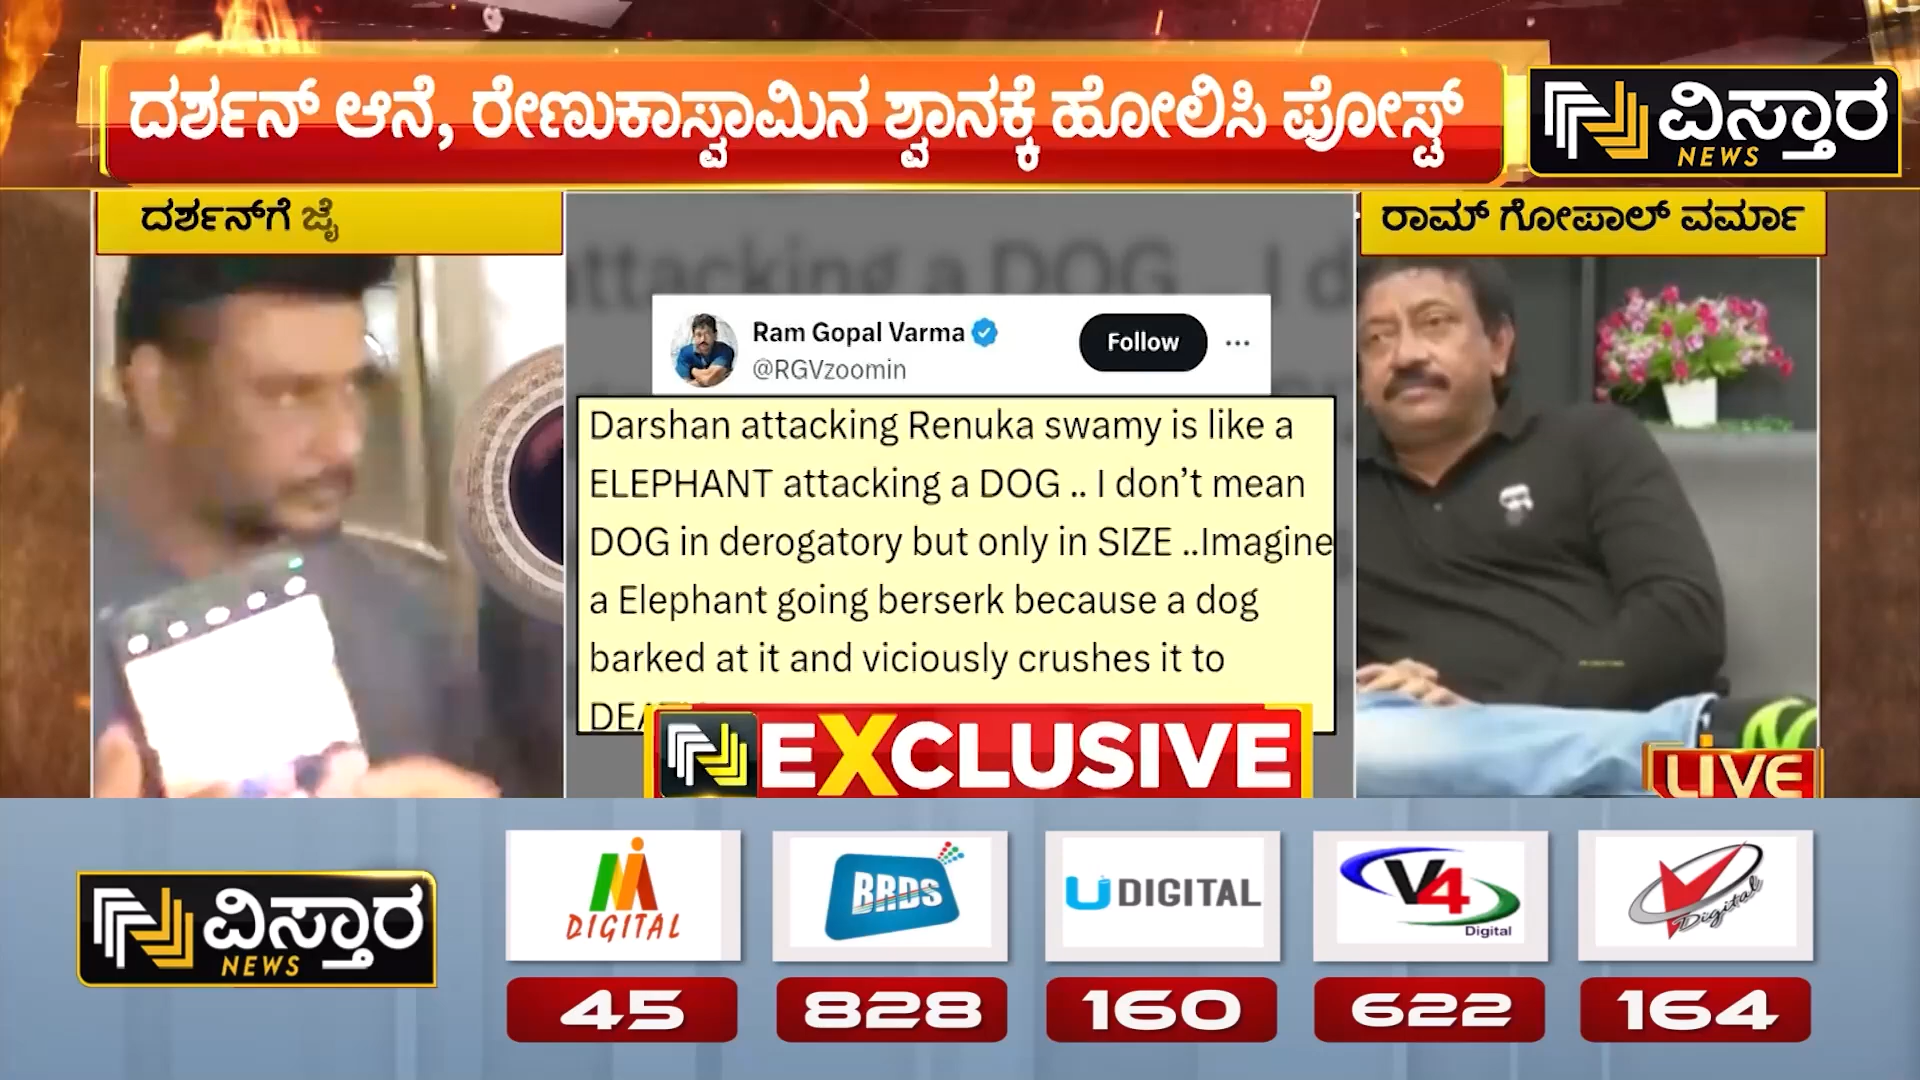 ದರ್ಶನ್ ಆನೆ, ರೇಣುಕಾಸ್ವಾಮಿನ ಶ್ವಾನಕ್ಕೆ ಹೋಲಿಸಿ ಪೋಸ್ಟ್
ವಿಸ್ತಾರ
NEWS
ದರ್ಶನ್‌ಗೆ ಜೈ
ರಾಮ್ ಗೋಪಾಲ್ ವರ್ಮಾ
attacking a DOG
Ram Gopal Varma
@RGVzoomin
Follow
Darshan attacking Renuka swamy is like a
ELEPHANT attacking a DOG .. I don’t mean
DOG in derogatory but only in SIZE ..Imagine
a Elephant going berserk because a dog
barked at it and viciously crushes it to
EXCLUSIVE
LIVE
ವಿಸ್ತಾರ
NEWS
DIGITAL
BRDS
U DIGITAL
V4
Digital
Digital
45
828
160
622
164